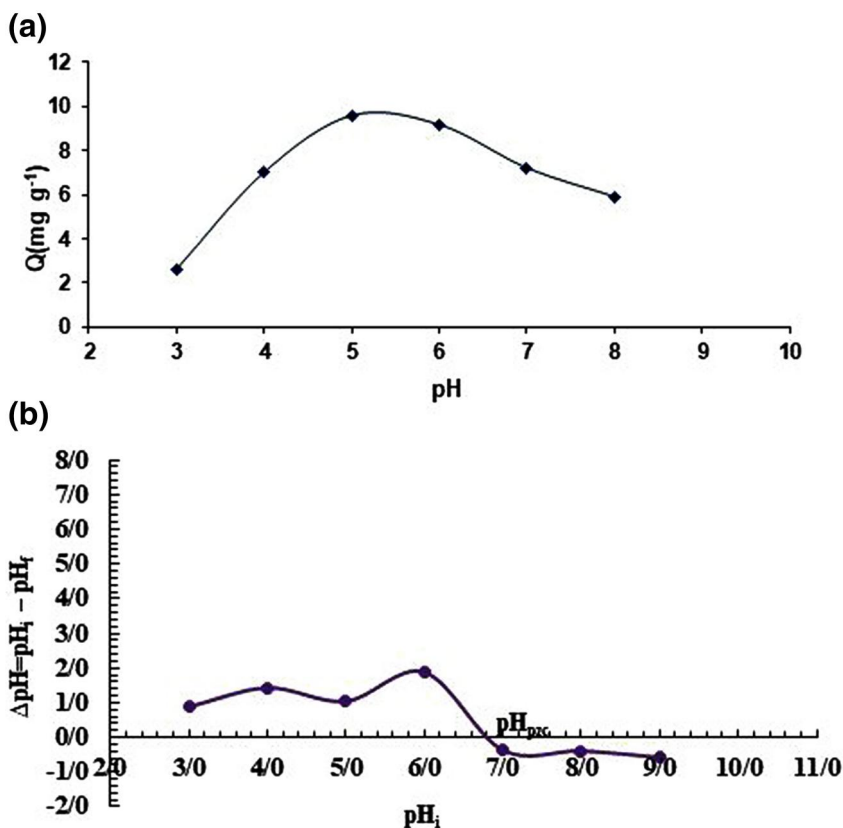 (a)
12
10
8
6
4
2
0
Q(mg g⁻¹)
2 3 4 5 6 7 8 9 10
pH
(b)
8/0
7/0
6/0
5/0
4/0
3/0
2/0
1/0
0/0
-1/0
-2/0
ΔpH=pHᵢ – pH_f
pH_pzc
2/0 3/0 4/0 5/0 6/0 7/0 8/0 9/0 10/0 11/0
pHᵢ